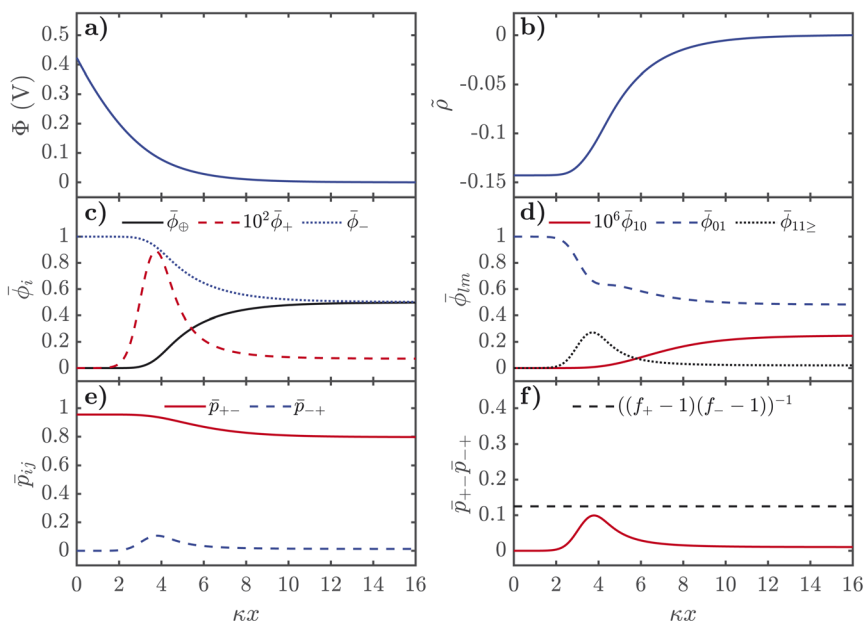 a)
Φ (V)
0.5
0.4
0.3
0.2
0.1
0
b)
ρ̃
0
-0.05
-0.1
-0.15
c)
ϕ̄⊕ 10²ϕ̄₊ ϕ̄₋
ϕ̄ᵢ
1
0.8
0.6
0.4
0.2
0
d)
10⁶ϕ̄₁₀ ϕ̄₀₁ ϕ̄₁₁≥
ϕ̄ₗₘ
1
0.8
0.6
0.4
0.2
0
e)
p̄₊₋ p̄₋₊
p̄ᵢⱼ
1
0.8
0.6
0.4
0.2
0
0 2 4 6 8 10 12 14 16
κx
f)
((f₊ − 1)(f₋ − 1))⁻¹
p̄₊₋p̄₋₊
0.4
0.3
0.2
0.1
0
0 2 4 6 8 10 12 14 16
κx